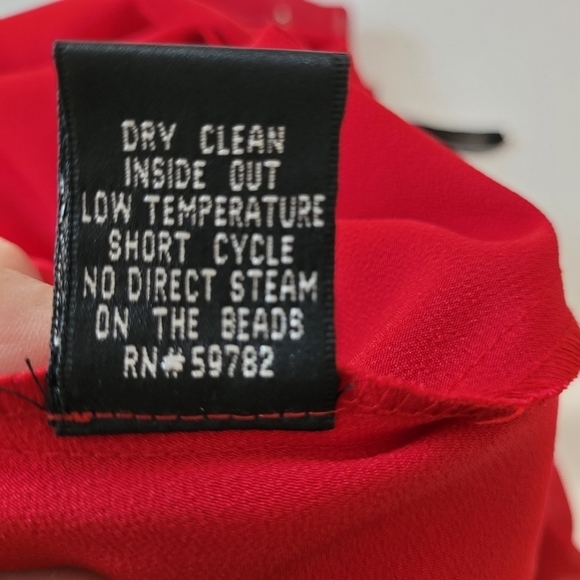 DRY CLEAN
INSIDE OUT
LOW TEMPERATURE
SHORT CYCLE
NO DIRECT STEAM
ON THE BEADS
RN#59782